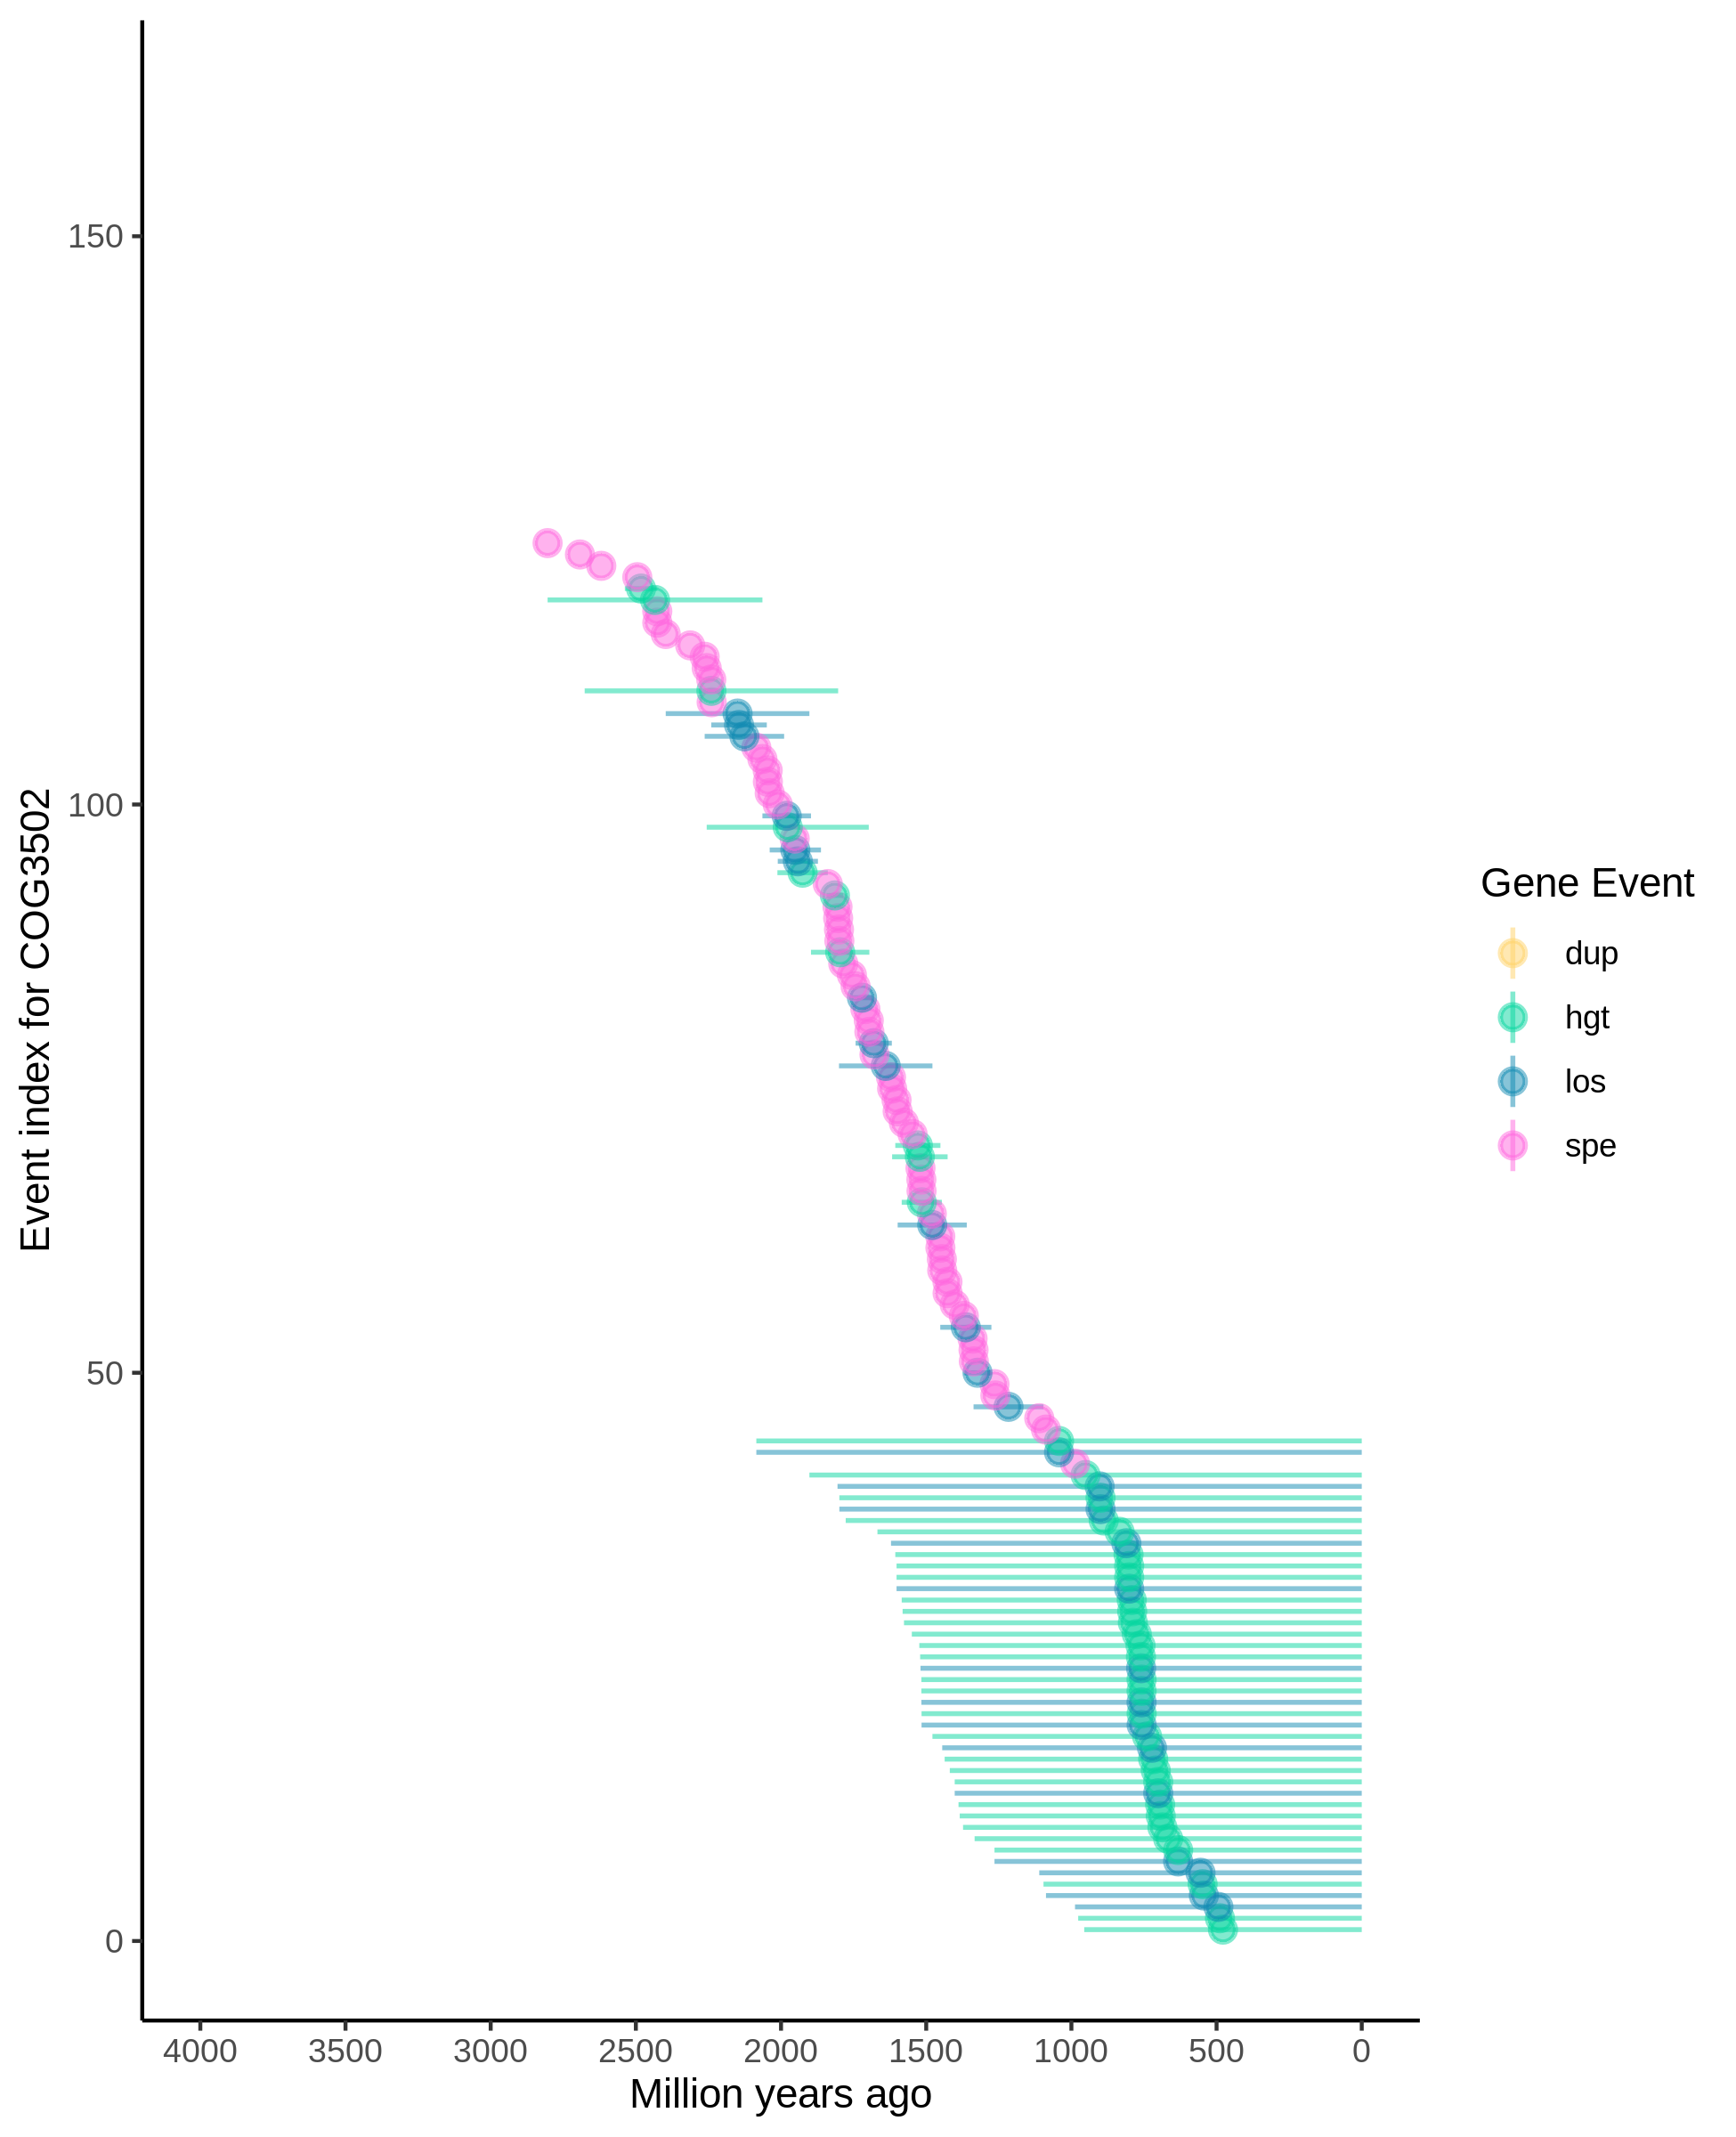 Event index for COG3502
150
100
50
0
4000 3500 3000 2500 2000 1500 1000 500 0
Million years ago
Gene Event
dup
hgt
los
spe